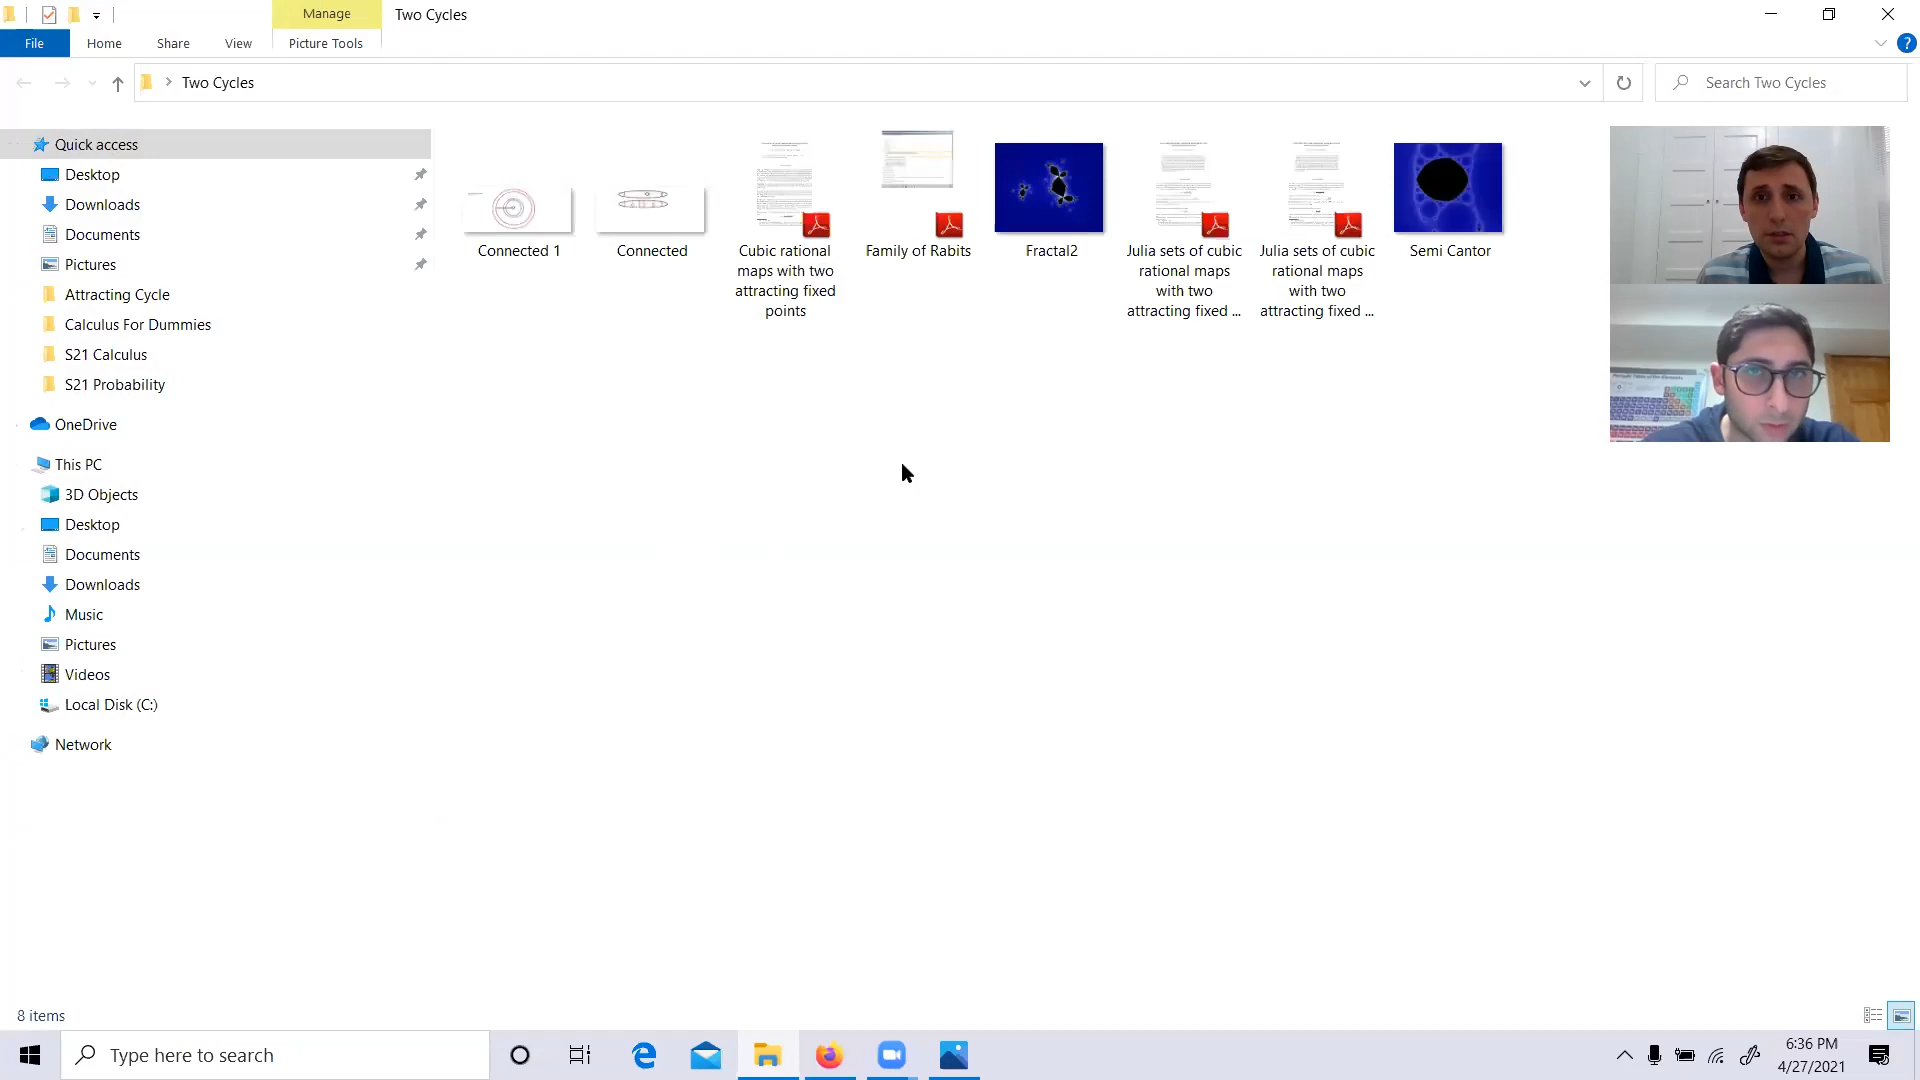 Manage
Two Cycles
File
Home
Share
View
Picture Tools
?
Two Cycles
Search Two Cycles
Quick access
Desktop
Downloads
Documents
Pictures
Attracting Cycle
Calculus For Dummies
S21 Calculus
S21 Probability
OneDrive
This PC
3D Objects
Desktop
Documents
Downloads
Music
Pictures
Videos
Local Disk (C:)
Network
Connected 1
Connected
Cubic rational
maps with two
attracting fixed
points
Family of Rabits
Fractal2
Julia sets of cubic
rational maps
with two
attracting fixed ...
Julia sets of cubic
rational maps
with two
attracting fixed ...
Semi Cantor
8 items
Type here to search
6:36 PM
4/27/2021